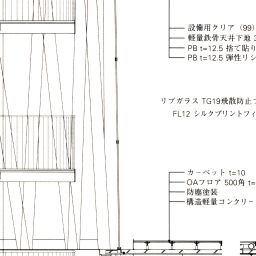 設備用クリア (99)
軽量鉄骨天井下地
PB t=12.5 捨て貼り
PB t=12.5 弾性リシ
リブガラス TG19飛散防止フ
FL12 シルクプリントフィ
カーペット t=10
OAフロア 500角 t=
防塵塗装
構造軽量コンクリー